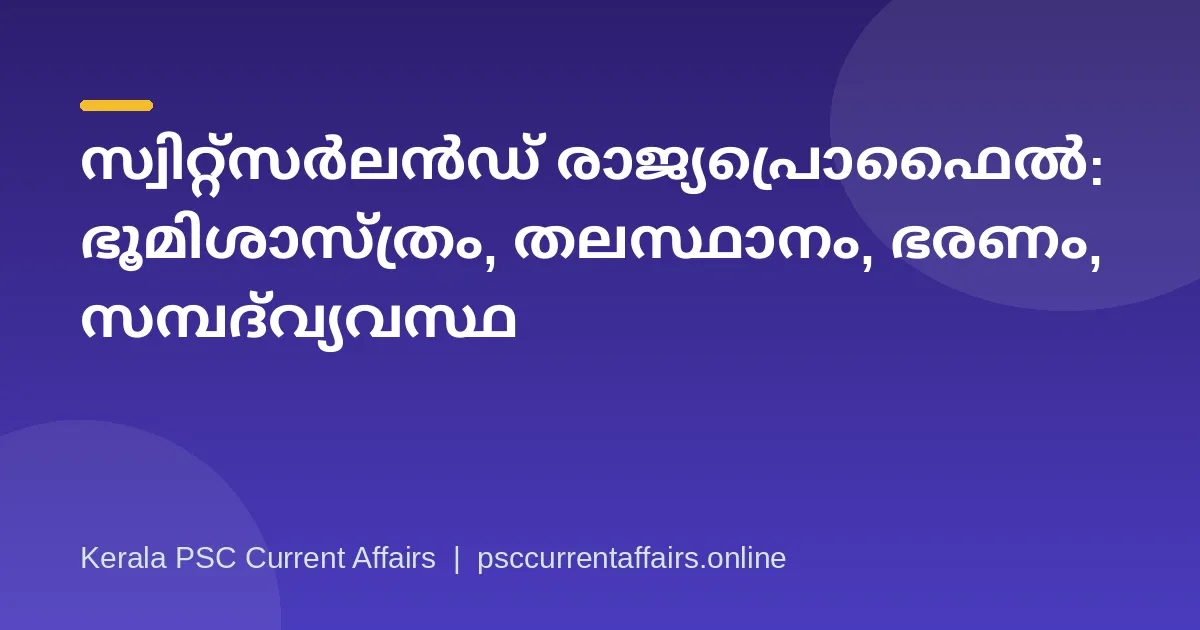 സ്വിറ്റ്സർലൻഡ് രാജ്യപ്രൊഫൈൽ:
ഭൂമിശാസ്ത്രം, തലസ്ഥാനം, ഭരണം,
സമ്പദ്‌വ്യവസ്ഥ
Kerala PSC Current Affairs | psccurrentaffairs.online